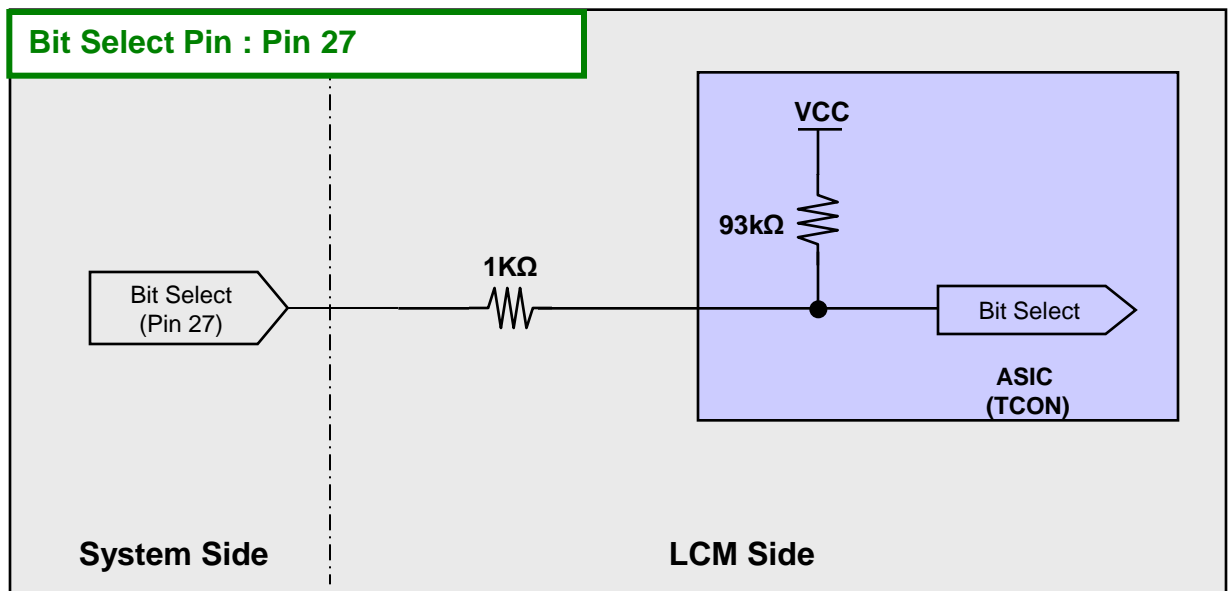 Bit Select Pin : Pin 27
VCC
93kΩ
1KΩ
Bit Select
(Pin 27)
Bit Select
ASIC
(TCON)
System Side
LCM Side